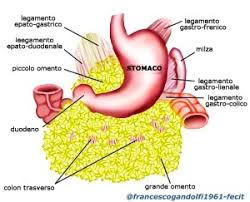 legamento
epato-gastrico
leegamento
epato-duodenale
piccolo omento
duodeno
colon trasverso
STOMACO
legamento
gastro-frenico
milza
legamento
gastro-lienale
legamento
gastro-colico
grande omento
@francescogandolfi1961-fecit